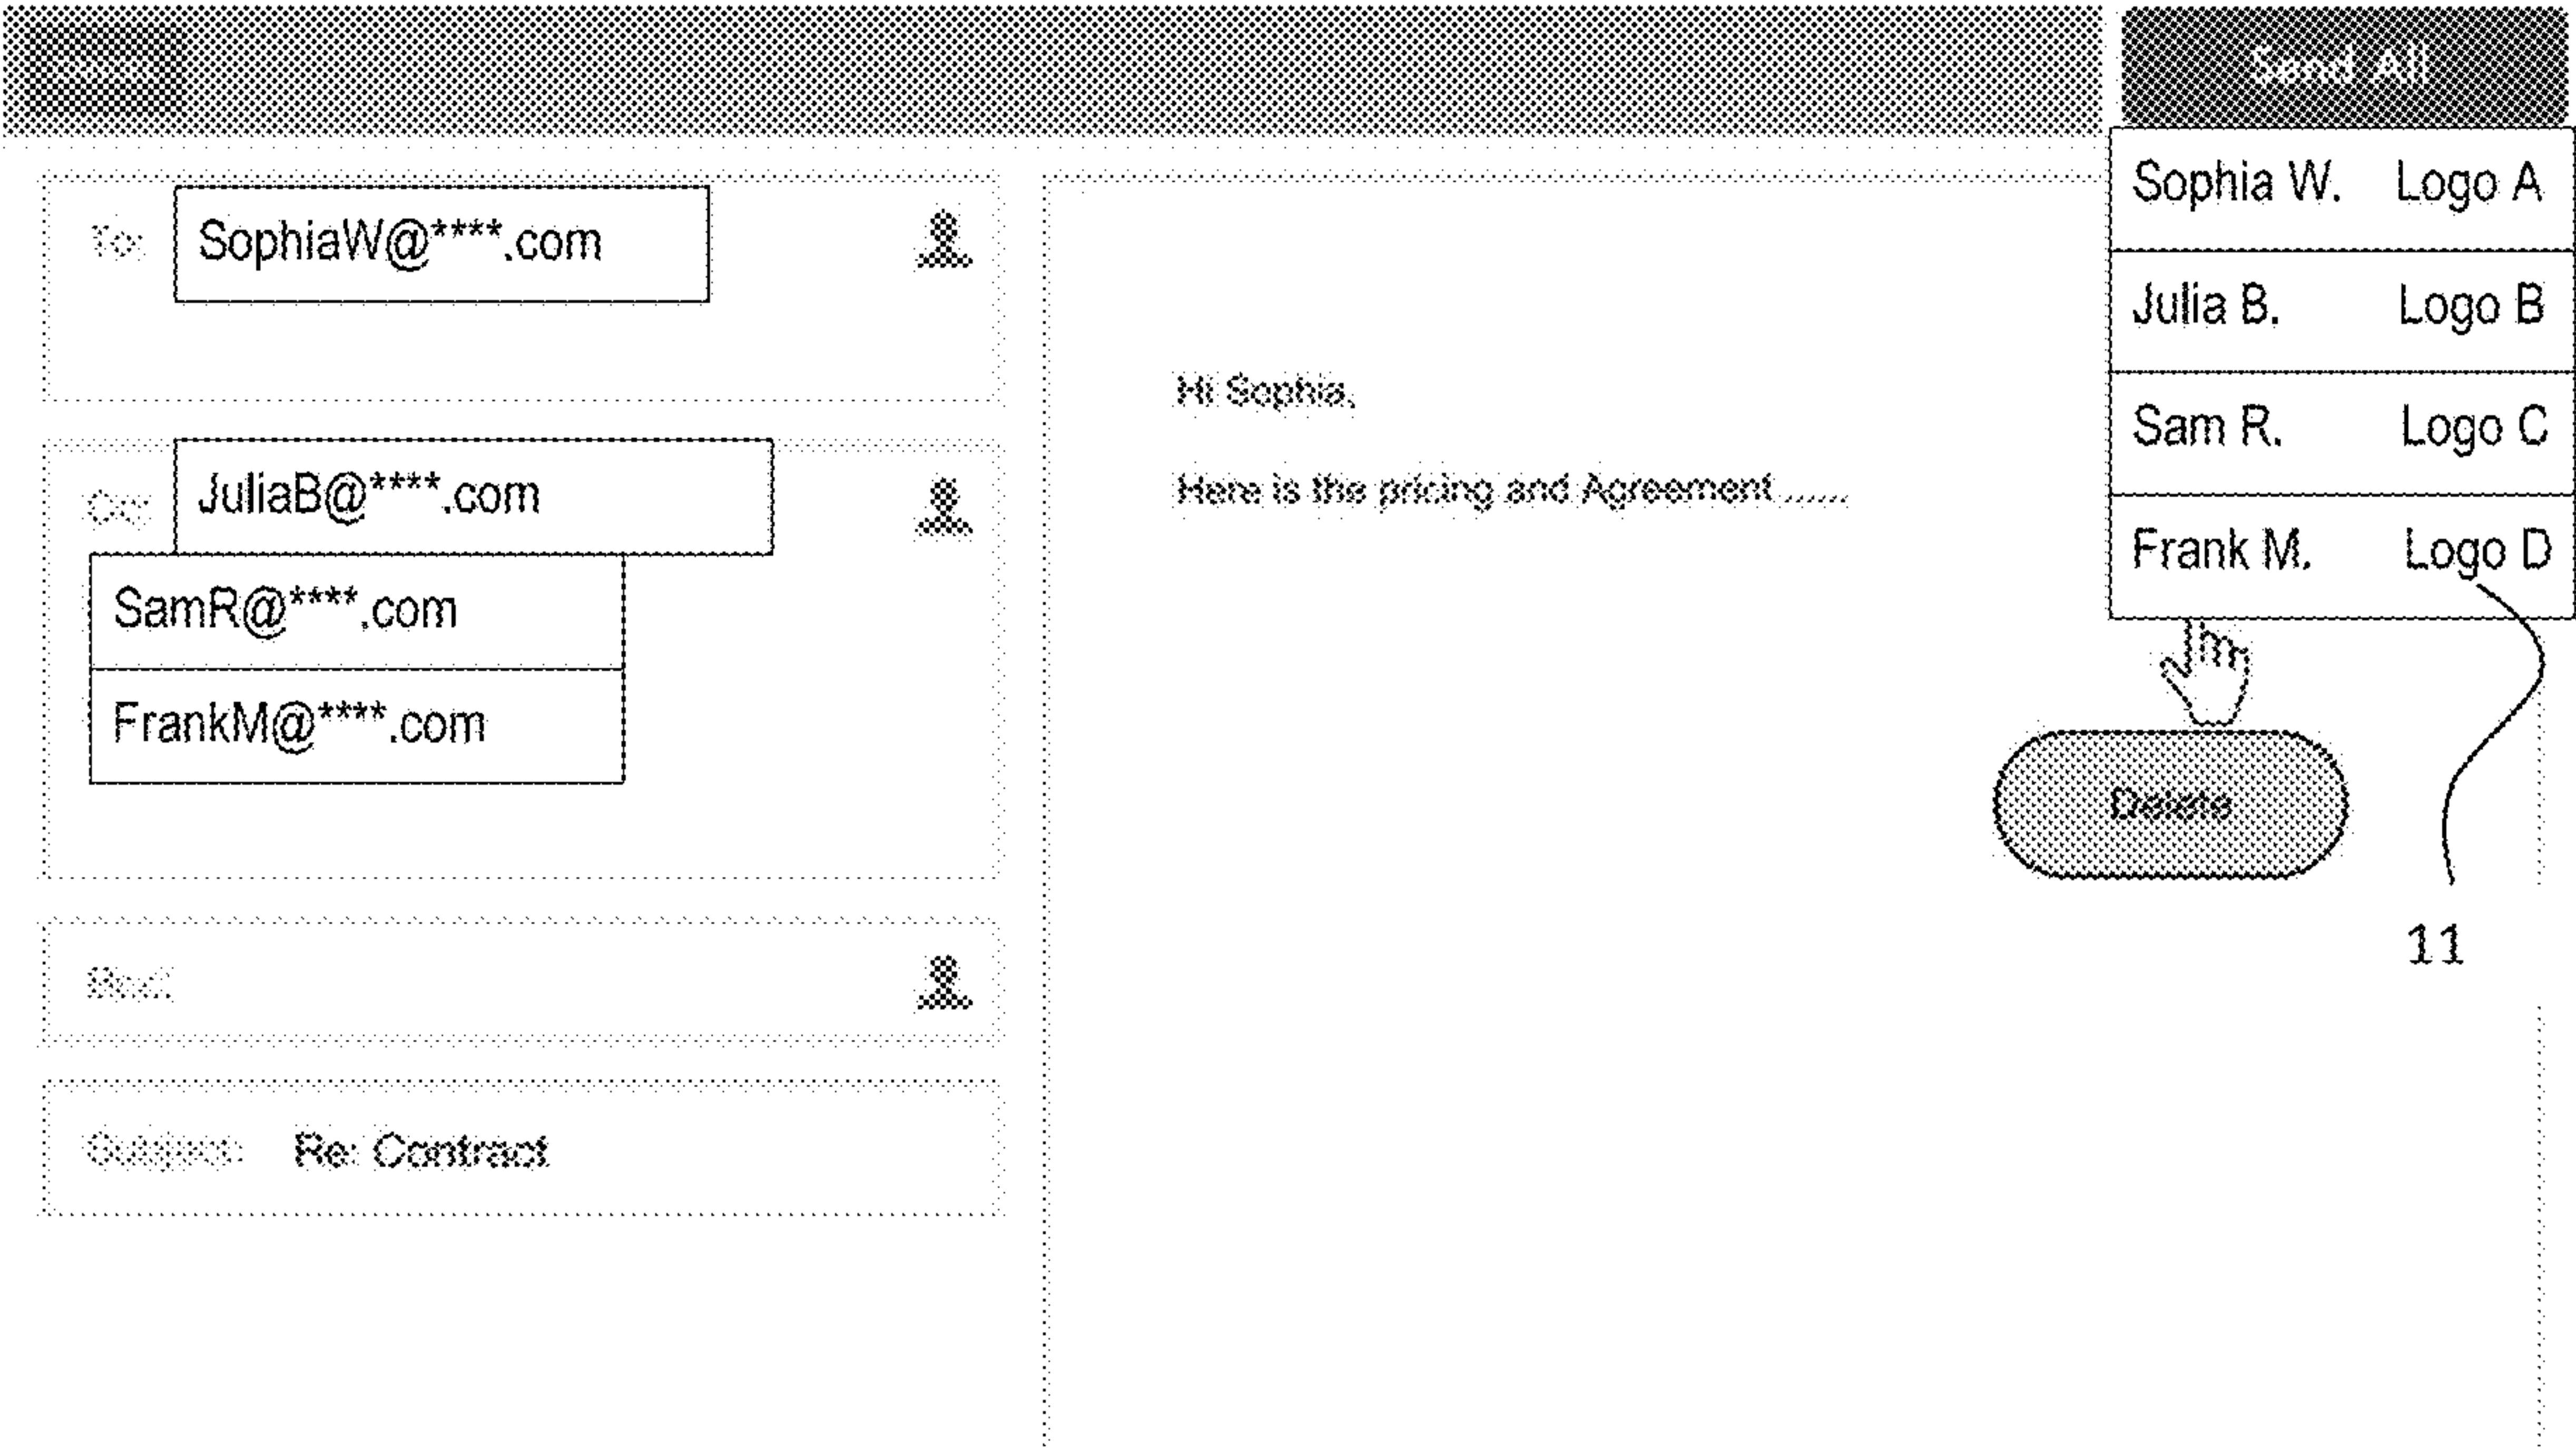 Send All
To: SophiaW@****.com
Cc: JuliaB@****.com
SamR@****.com
FrankM@****.com
Subject: Re: Contract
Hi Sophia,
Here is the pricing and Agreement ......
Sophia W. Logo A
Julia B. Logo B
Sam R. Logo C
Frank M. Logo D
Delete
11